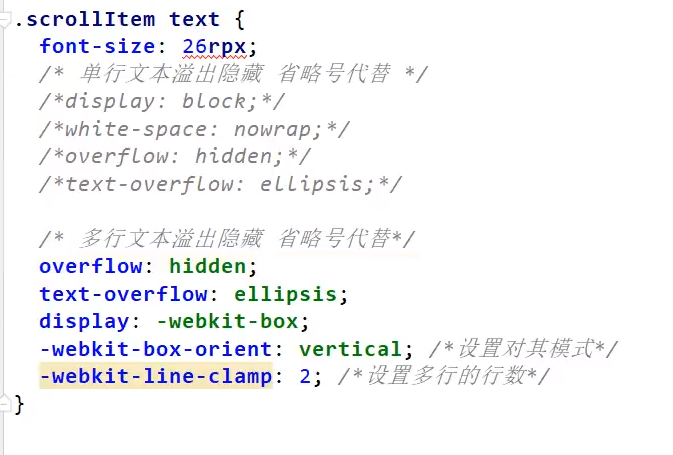 .scrollItem text {
  font-size: 26rpx;
  /* 单行文本溢出隐藏 省略号代替 */
  /*display: block;*/
  /*white-space: nowrap;*/
  /*overflow: hidden;*/
  /*text-overflow: ellipsis;*/

  /* 多行文本溢出隐藏 省略号代替*/
  overflow: hidden;
  text-overflow: ellipsis;
  display: -webkit-box;
  -webkit-box-orient: vertical; /*设置对其模式*/
  -webkit-line-clamp: 2; /*设置多行的行数*/
}